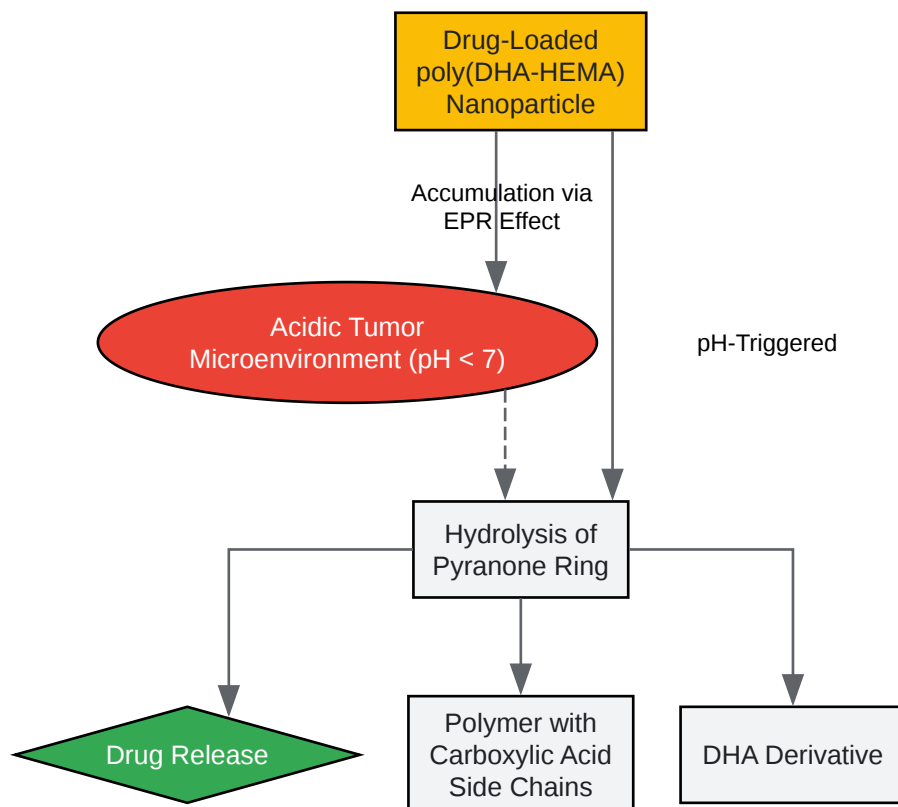 Drug-Loaded
poly(DHA-HEMA)
Nanoparticle
Accumulation via
EPR Effect
Acidic Tumor
Microenvironment (pH < 7)
pH-Triggered
Hydrolysis of
Pyranone Ring
Drug Release
Polymer with
Carboxylic Acid
Side Chains
DHA Derivative